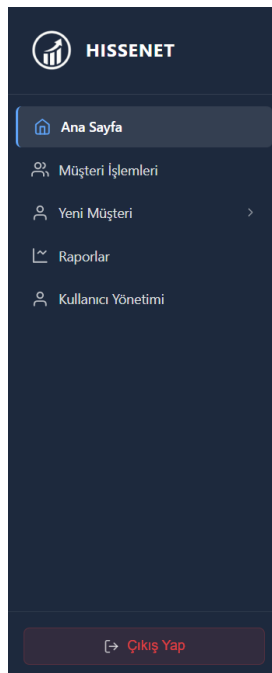 HISSENET
Ana Sayfa
Müşteri İşlemleri
Yeni Müşteri
Raporlar
Kullanıcı Yönetimi
Çıkış Yap